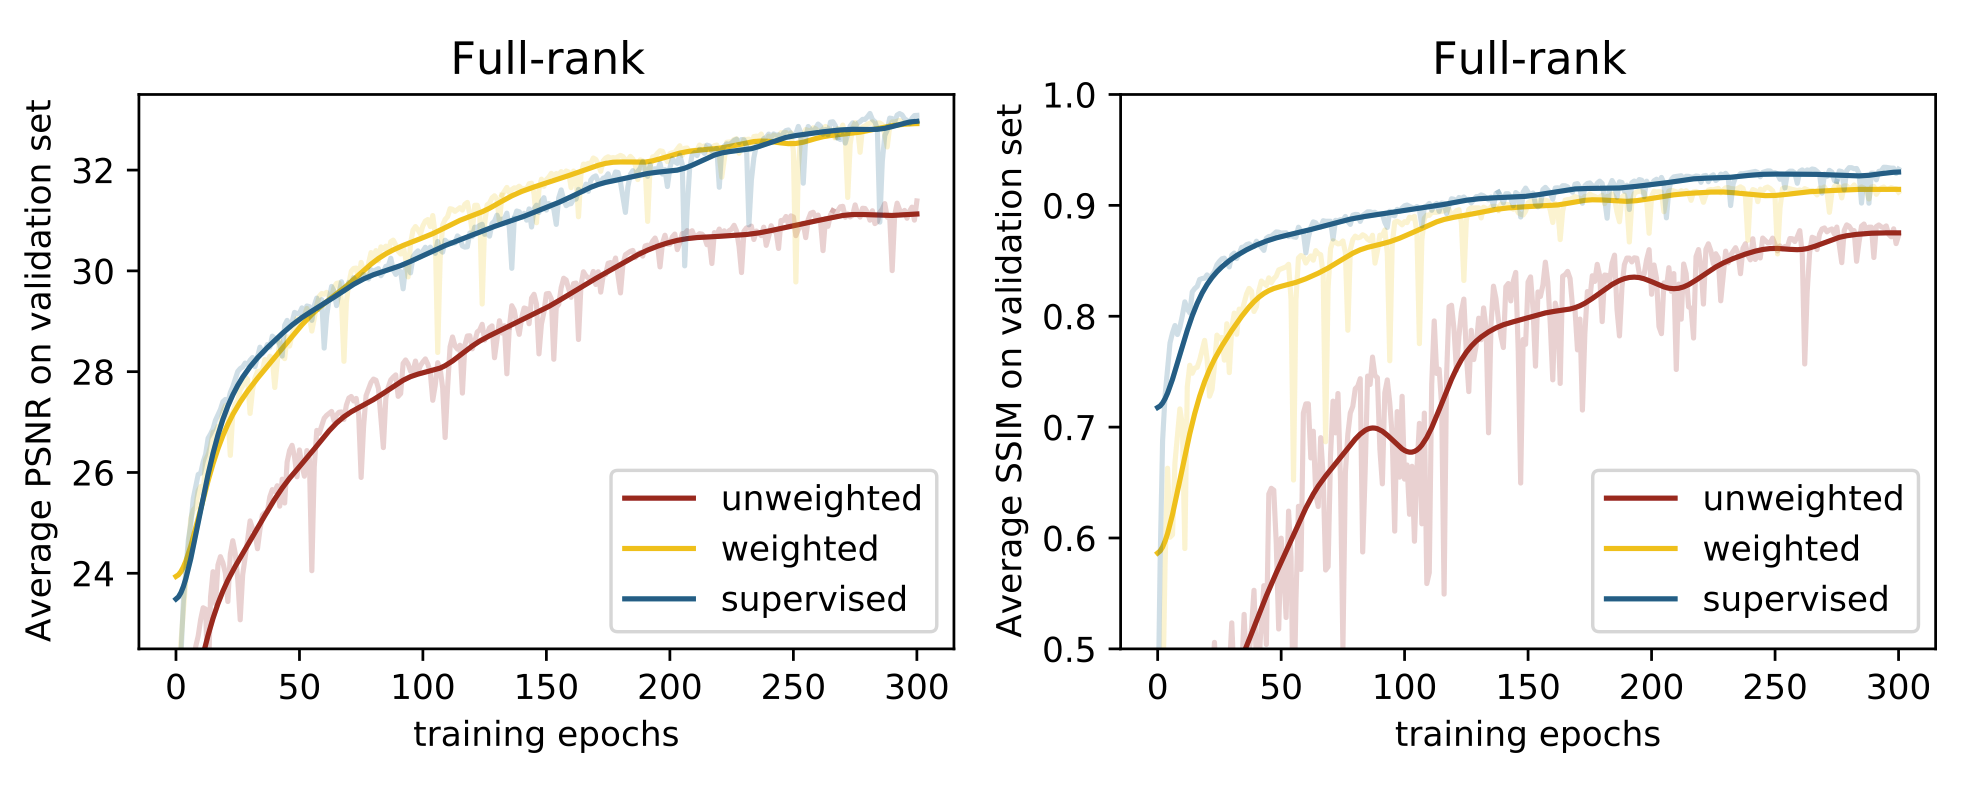 Full-rank
Average PSNR on validation set
32
30
28
26
24
0 50 100 150 200 250 300
training epochs
unweighted
weighted
supervised
Full-rank
Average SSIM on validation set
1.0
0.9
0.8
0.7
0.6
0.5
0 50 100 150 200 250 300
training epochs
unweighted
weighted
supervised